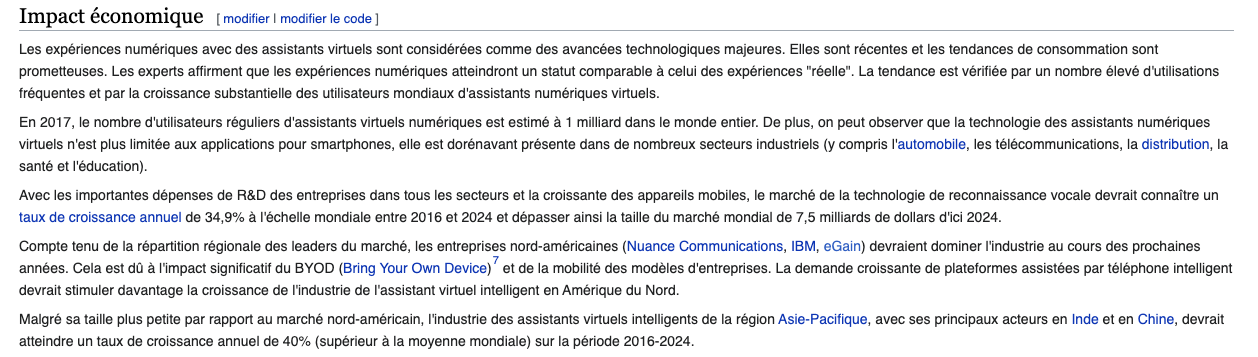 Impact économique [ modifier | modifier le code ]
Les expériences numériques avec des assistants virtuels sont considérées comme des avancées technologiques majeures. Elles sont récentes et les tendances de consommation sont
prometteuses. Les experts affirment que les expériences numériques atteindront un statut comparable à celui des expériences "réelle". La tendance est vérifiée par un nombre élevé d'utilisations
fréquentes et par la croissance substantielle des utilisateurs mondiaux d'assistants numériques virtuels.
En 2017, le nombre d'utilisateurs réguliers d'assistants virtuels numériques est estimé à 1 milliard dans le monde entier. De plus, on peut observer que la technologie des assistants numériques
virtuels n'est plus limitée aux applications pour smartphones, elle est dorénavant présente dans de nombreux secteurs industriels (y compris l'automobile, les télécommunications, la distribution, la
santé et l'éducation).
Avec les importantes dépenses de R&D des entreprises dans tous les secteurs et la croissante des appareils mobiles, le marché de la technologie de reconnaissance vocale devrait connaître un
taux de croissance annuel de 34,9% à l'échelle mondiale entre 2016 et 2024 et dépasser ainsi la taille du marché mondial de 7,5 milliards de dollars d'ici 2024.
Compte tenu de la répartition régionale des leaders du marché, les entreprises nord-américaines (Nuance Communications, IBM, eGain) devraient dominer l'industrie au cours des prochaines
années. Cela est dû à l'impact significatif du BYOD (Bring Your Own Device)7 et de la mobilité des modèles d'entreprises. La demande croissante de plateformes assistées par téléphone intelligent
devrait stimuler davantage la croissance de l'industrie de l'assistant virtuel intelligent en Amérique du Nord.
Malgré sa taille plus petite par rapport au marché nord-américain, l'industrie des assistants virtuels intelligents de la région Asie-Pacifique, avec ses principaux acteurs en Inde et en Chine, devrait
atteindre un taux de croissance annuel de 40% (supérieur à la moyenne mondiale) sur la période 2016-2024.